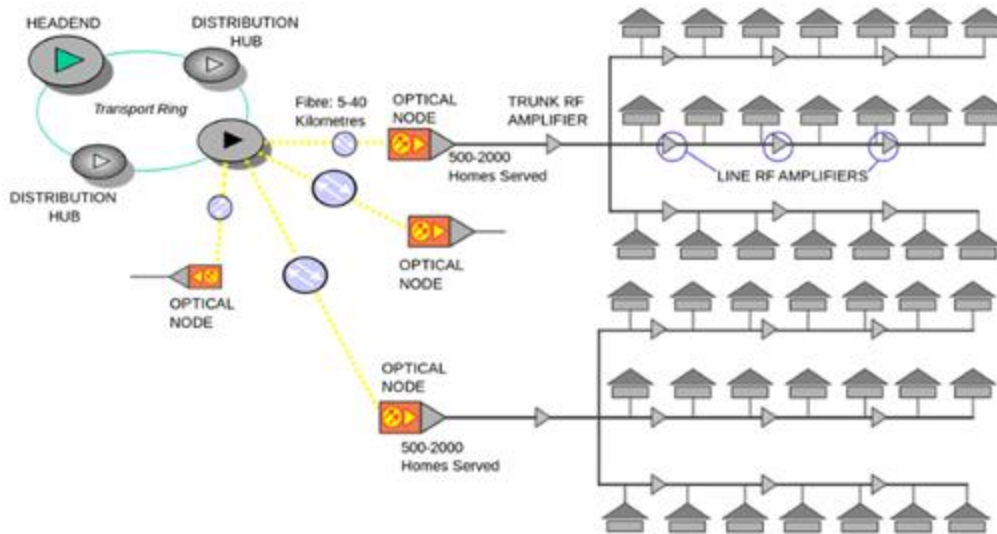 HEADEND
DISTRIBUTION
HUB
Transport Ring
Fibre: 5-40
Kilometres
OPTICAL
NODE
TRUNK RF
AMPLIFIER
500-2000
Homes Served
LINE RF AMPLIFIERS
DISTRIBUTION
HUB
OPTICAL
NODE
OPTICAL
NODE
OPTICAL
NODE
500-2000
Homes Served